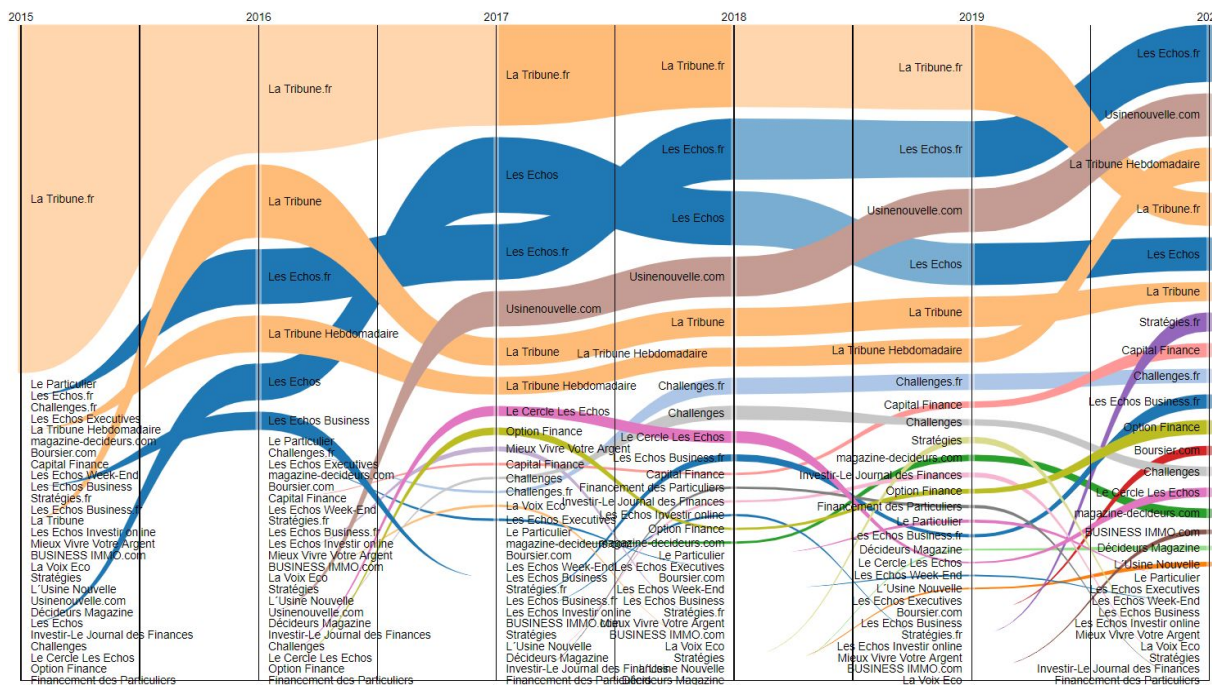 2015
2016
2017
2018
2019
202
La Tribune.fr
Le Particulier
Les Echos.fr
Challenges.fr
Les Echos Executives
La Tribune Hebdomadaire
magazine-decideurs.com
Boursier.com
Capital Finance
Les Echos Week-End
Les Echos Business
Stratégies.fr
Les Echos Business.fr
La Tribune
Les Echos Investir online
Mieux Vivre Votre Argent
BUSINESS IMMO.com
La Voix Eco
Stratégies
L'Usine Nouvelle
Usinenouvelle.com
Décideurs Magazine
Les Echos
Investir-Le Journal des Finances
Challenges
Le Cercle Les Echos
Option Finance
Financement des Particuliers
La Tribune.fr
La Tribune
Les Echos.fr
La Tribune Hebdomadaire
Les Echos
Les Echos Business
Le Particulier
Challenges.fr
Les Echos Executives
magazine-decideurs.com
Boursier.com
Capital Finance
Les Echos Week-End
Stratégies.fr
Les Echos Business.fr
Les Echos Investir online
Mieux Vivre Votre Argent
BUSINESS IMMO.com
La Voix Eco
Stratégies
L'Usine Nouvelle
Usinenouvelle.com
Décideurs Magazine
Investir-Le Journal des Finances
Challenges
Le Cercle Les Echos
Option Finance
Financement des Particuliers
La Tribune.fr
Les Echos
Les Echos.fr
Usinenouvelle.com
La Tribune
La Tribune Hebdomadaire
Le Cercle Les Echos
Option Finance
Mieux Vivre Votre Argent
Capital Finance
Challenges
Challenges.fr
La Voix Eco
Les Echos Executives
Le Particulier
Boursier.com
Les Echos Week-End
Les Echos Business
Stratégies.fr
Les Echos Business.fr
Les Echos Investir online
Stratégies
L'Usine Nouvelle
Décideurs Magazine
La Tribune.fr
Les Echos.fr
Les Echos
Usinenouvelle.com
La Tribune
La Tribune Hebdomadaire
Challenges.fr
Challenges
Le Cercle Les Echos
Les Echos Business.fr
Capital Finance
Financement des Particuliers
Investir-Le Journal des Finances
Les Echos Investir online
Option Finance
magazine-decideurs.com
Le Particulier
Les Echos Executives
Boursier.com
Les Echos Week-End
Les Echos Business
Stratégies.fr
Mieux Vivre Votre Argent
BUSINESS IMMO.com
La Voix Eco
Stratégies
L'Usine Nouvelle
Décideurs Magazine
La Tribune.fr
Les Echos.fr
Usinenouvelle.com
Les Echos
La Tribune
La Tribune Hebdomadaire
Challenges.fr
Capital Finance
Challenges
Stratégies
magazine-decideurs.com
Investir-Le Journal des Finances
Option Finance
Financement des Particuliers
Le Particulier
Les Echos Business.fr
Décideurs Magazine
Le Cercle Les Echos
Les Echos Week-End
L'Usine Nouvelle
Les Echos Executives
Boursier.com
Les Echos Business
Stratégies.fr
Les Echos Investir online
Mieux Vivre Votre Argent
BUSINESS IMMO.com
La Voix Eco
Les Echos.fr
Usinenouvelle.com
La Tribune Hebdomadaire
La Tribune.fr
Les Echos
La Tribune
Stratégies.fr
Capital Finance
Challenges.fr
Les Echos Business.fr
Option Finance
Boursier.com
Challenges
Le Cercle Les Echos
magazine-decideurs.com
BUSINESS IMMO.com
Décideurs Magazine
L'Usine Nouvelle
Le Particulier
Les Echos Executives
Les Echos Week-End
Les Echos Business
Les Echos Investir online
Mieux Vivre Votre Argent
La Voix Eco
Stratégies
Investir-Le Journal des Finances
Financement des Particuliers